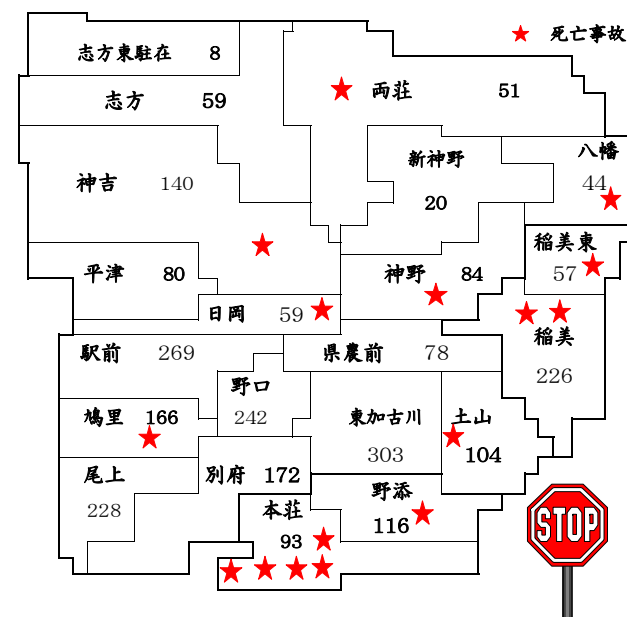 死亡事故
志方東駐在 8
志方 59
両荘 51
八幡
44
新神野
20
神吉 140
稲美東
57
平津 80
神野 84
日岡 59
稲美
226
駅前 269
県農前 78
野口
242
鳩里 166
東加古川
303
土山
104
尾上
228
別府 172
野添
116
本荘
93
STOP